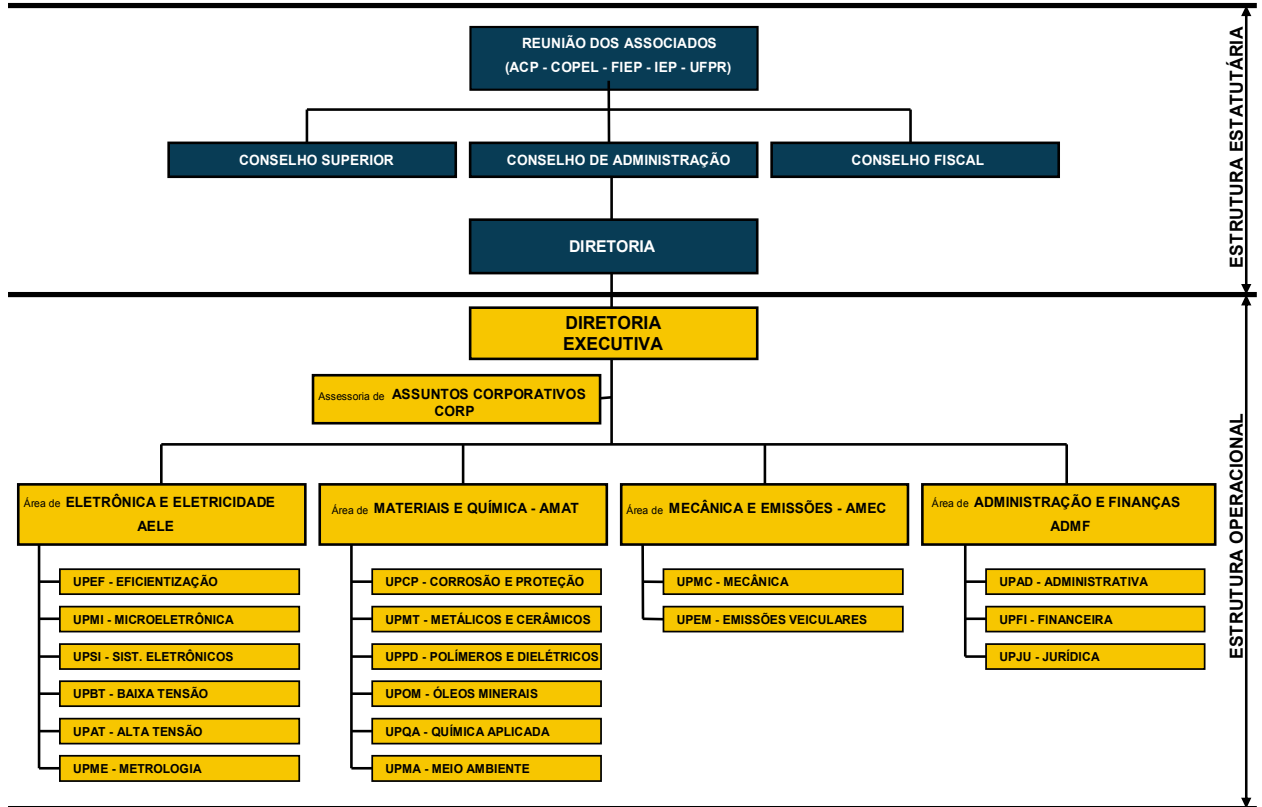 REUNIÃO DOS ASSOCIADOS
(ACP - COPEL - FIEP - IEP - UFPR)
CONSELHO SUPERIOR
CONSELHO DE ADMINISTRAÇÃO
CONSELHO FISCAL
DIRETORIA
ESTRUTURA ESTATUTÁRIA
DIRETORIA
EXECUTIVA
Assessoria de ASSUNTOS CORPORATIVOS
CORP
Área de ELETRÔNICA E ELETRICIDADE
AELE
UPEF - EFICIENTIZAÇÃO
UPMI - MICROELETRÔNICA
UPSI - SIST. ELETRÔNICOS
UPBT - BAIXA TENSÃO
UPAT - ALTA TENSÃO
UPME - METROLOGIA
Área de MATERIAIS E QUÍMICA - AMAT
UPCP - CORROSÃO E PROTEÇÃO
UPMT - METÁLICOS E CERÂMICOS
UPPD - POLÍMEROS E DIELÉTRICOS
UPOM - ÓLEOS MINERAIS
UPQA - QUÍMICA APLICADA
UPMA - MEIO AMBIENTE
Área de MECÂNICA E EMISSÕES - AMEC
UPMC - MECÂNICA
UPEM - EMISSÕES VEICULARES
Área de ADMINISTRAÇÃO E FINANÇAS
ADMF
UPAD - ADMINISTRATIVA
UPFI - FINANCEIRA
UPJU - JURÍDICA
ESTRUTURA OPERACIONAL